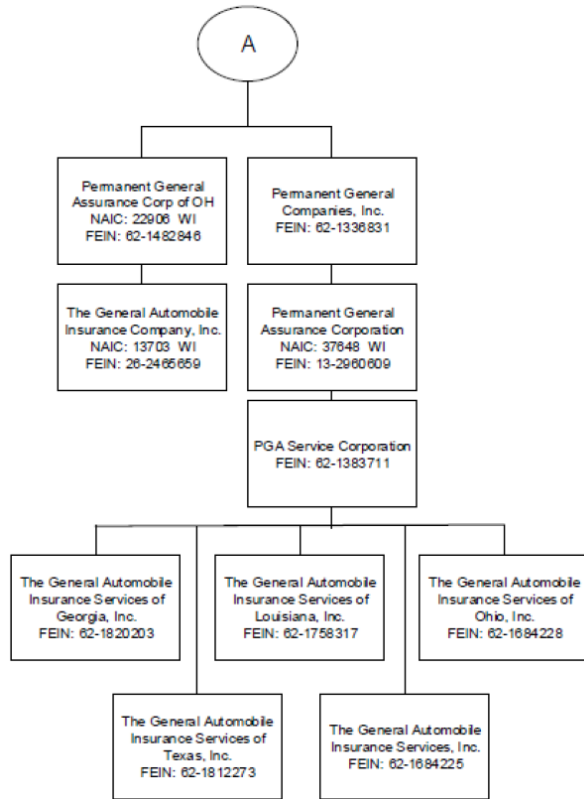 A
Permanent General
Assurance Corp of OH
NAIC: 22906 WI
FEIN: 62-1482846
Permanent General
Companies, Inc.
FEIN: 62-1336831
The General Automobile
Insurance Company, Inc.
NAIC: 13703 WI
FEIN: 26-2465659
Permanent General
Assurance Corporation
NAIC: 37648 WI
FEIN: 13-2960609
PGA Service Corporation
FEIN: 62-1383711
The General Automobile
Insurance Services of
Georgia, Inc.
FEIN: 62-1820203
The General Automobile
Insurance Services of
Louisiana, Inc.
FEIN: 62-1758317
The General Automobile
Insurance Services of
Ohio, Inc.
FEIN: 62-1684228
The General Automobile
Insurance Services of
Texas, Inc.
FEIN: 62-1812273
The General Automobile
Insurance Services, Inc.
FEIN: 62-1684225